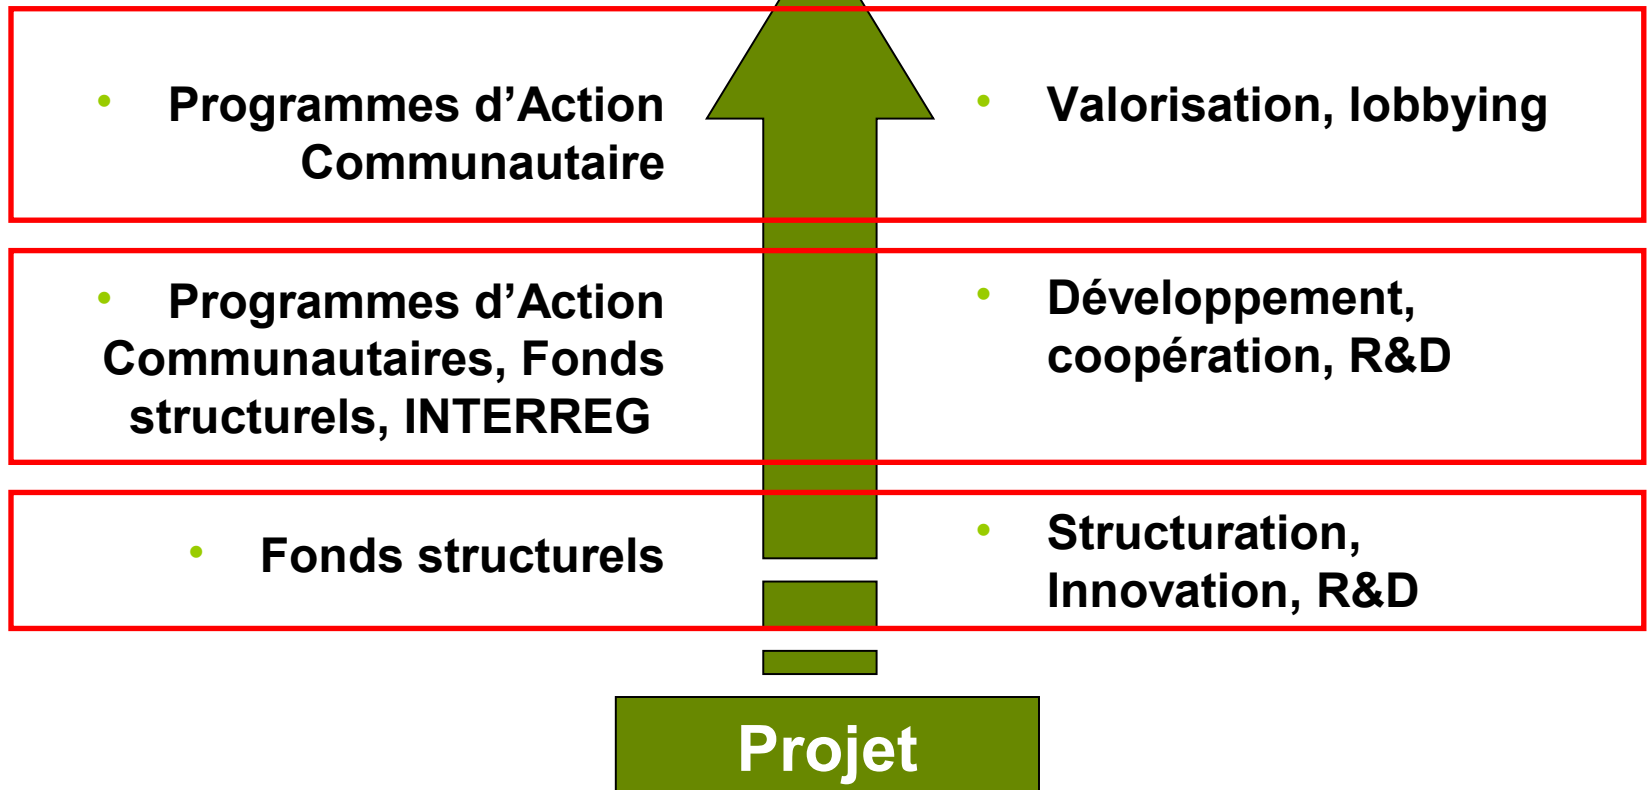 • Programmes d’Action
Communautaire
• Valorisation, lobbying
• Programmes d’Action
Communautaires, Fonds
structurels, INTERREG
• Développement,
coopération, R&D
• Fonds structurels
• Structuration,
Innovation, R&D
Projet